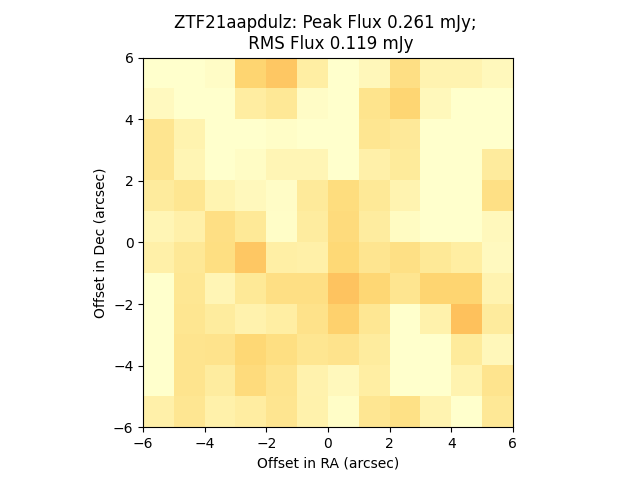 ZTF21aapdulz: Peak Flux 0.261 mJy;
RMS Flux 0.119 mJy
6
4
2
0
−2
−4
−6
Offset in Dec (arcsec)
−6 −4 −2 0 2 4 6
Offset in RA (arcsec)